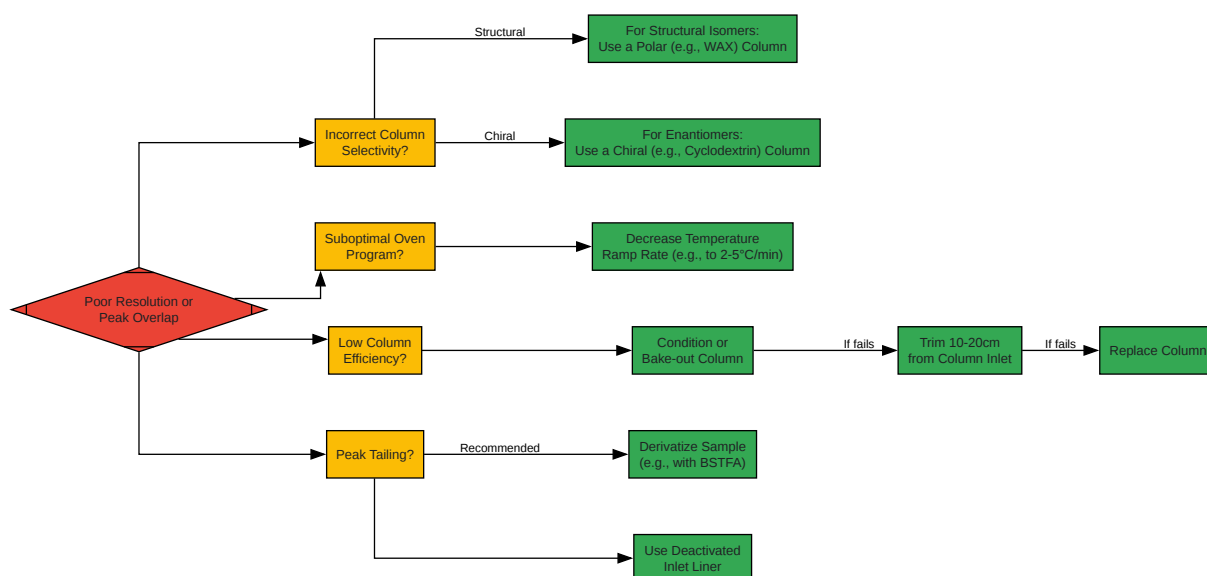 Structural
For Structural Isomers:
Use a Polar (e.g., WAX) Column
Incorrect Column
Selectivity?
Chiral
For Enantiomers:
Use a Chiral (e.g., Cyclodextrin) Column
Suboptimal Oven
Program?
Decrease Temperature
Ramp Rate (e.g., to 2-5°C/min)
Poor Resolution or
Peak Overlap
Low Column
Efficiency?
Condition or
Bake-out Column
If fails
Trim 10-20cm
from Column Inlet
If fails
Replace Column
Peak Tailing?
Recommended
Derivatize Sample
(e.g., with BSTFA)
Use Deactivated
Inlet Liner